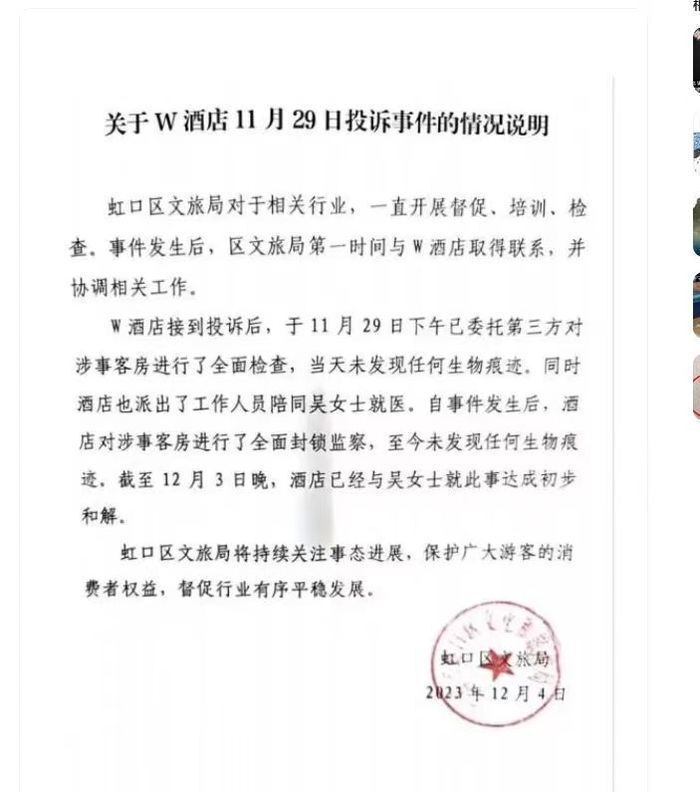 关于 W 酒店 11 月 29 日投诉事件的情况说明
虹口区文旅局对于相关行业，一直开展督促、培训、检
查。事件发生后，区文旅局第一时间与 W 酒店取得联系，并
协调相关工作。
W 酒店接到投诉后，于 11 月 29 日下午已委托第三方对
涉事客房进行了全面检查，当天未发现任何生物痕迹。同时
酒店也派出了工作人员陪同吴女士就医。自事件发生后，酒
店对涉事客房进行了全面封锁监察，至今未发现任何生物痕
迹。截至 12 月 3 日晚，酒店已经与吴女士就此事达成初步
和解。
虹口区文旅局将持续关注事态进展，保护广大游客的消
费者权益，督促行业有序平稳发展。
虹口区文旅局
2023 年 12 月 4 日